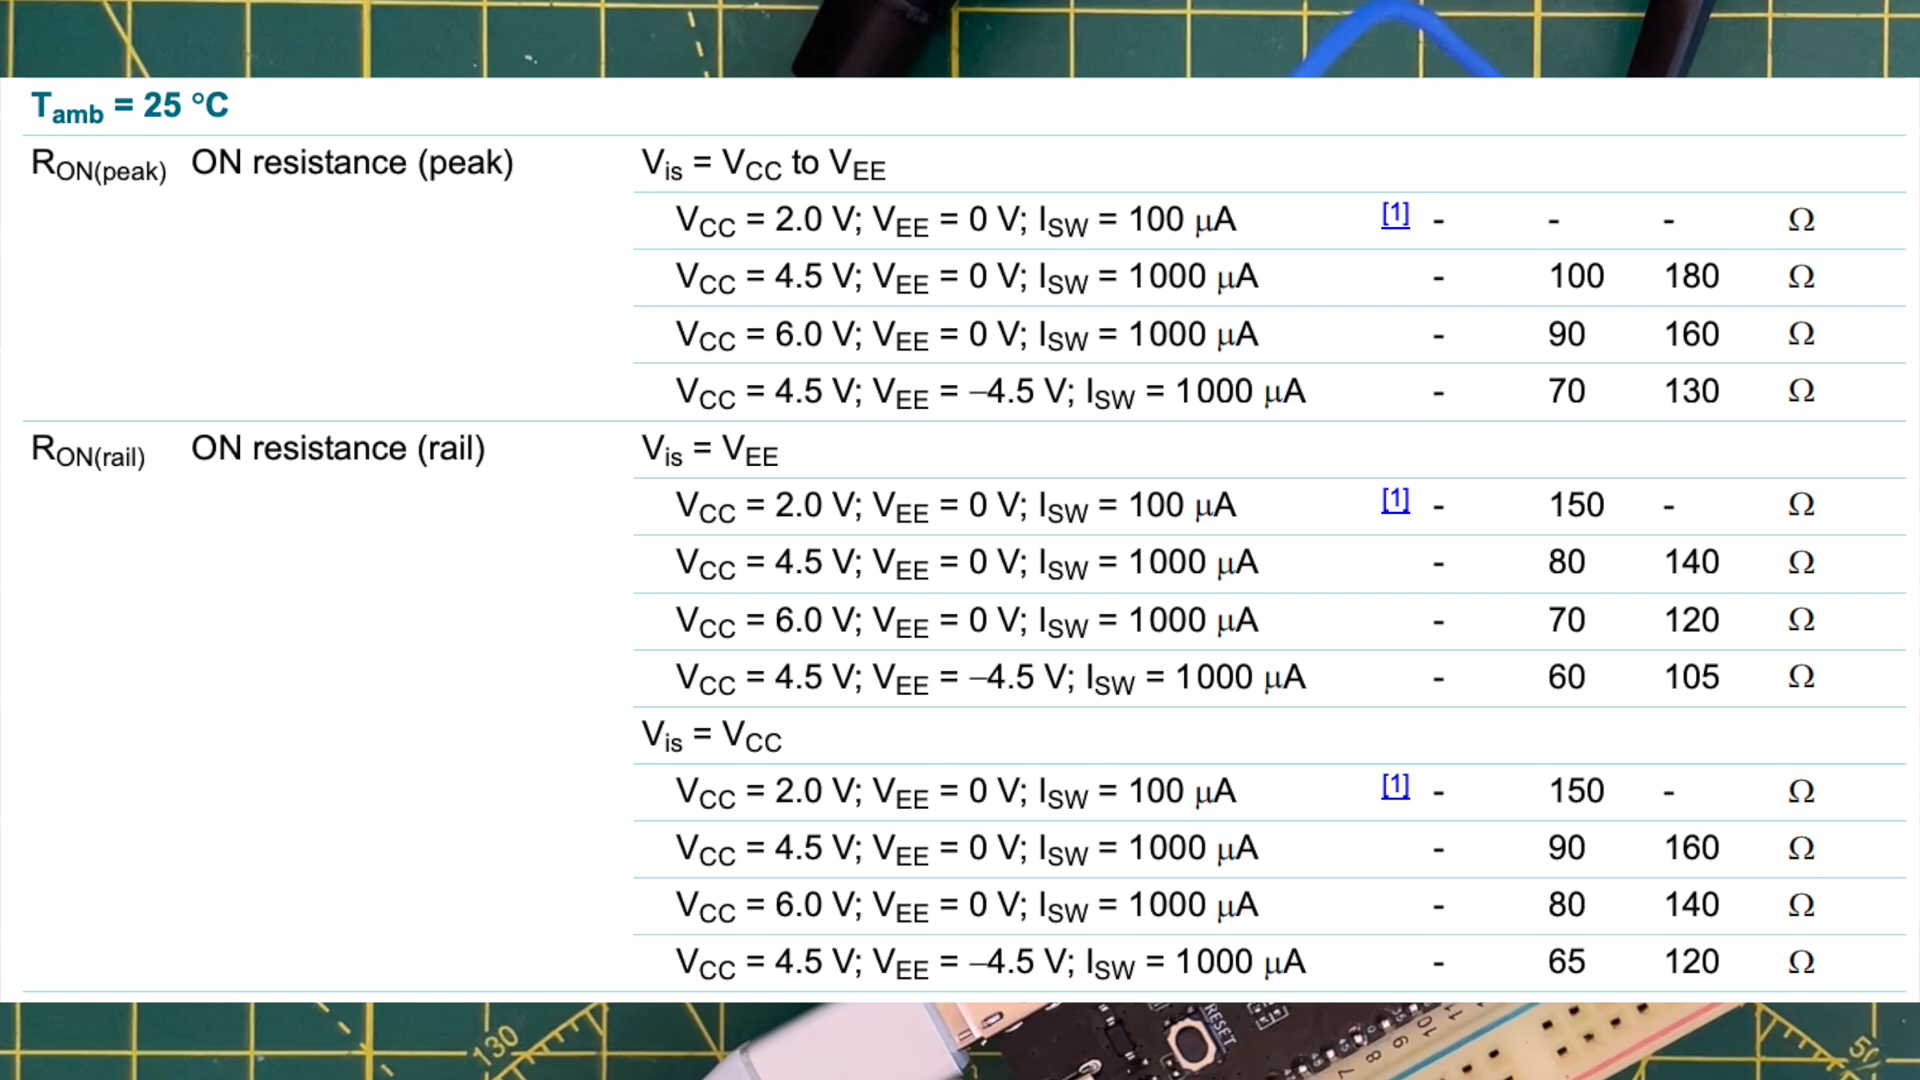 Tamb = 25 °C
RON(peak) ON resistance (peak) Vis = VCC to VEE
VCC = 2.0 V; VEE = 0 V; ISW = 100 μA [1] - - - Ω
VCC = 4.5 V; VEE = 0 V; ISW = 1000 μA - 100 180 Ω
VCC = 6.0 V; VEE = 0 V; ISW = 1000 μA - 90 160 Ω
VCC = 4.5 V; VEE = –4.5 V; ISW = 1000 μA - 70 130 Ω
RON(rail) ON resistance (rail) Vis = VEE
VCC = 2.0 V; VEE = 0 V; ISW = 100 μA [1] - 150 - Ω
VCC = 4.5 V; VEE = 0 V; ISW = 1000 μA - 80 140 Ω
VCC = 6.0 V; VEE = 0 V; ISW = 1000 μA - 70 120 Ω
VCC = 4.5 V; VEE = –4.5 V; ISW = 1000 μA - 60 105 Ω
Vis = VCC
VCC = 2.0 V; VEE = 0 V; ISW = 100 μA [1] - 150 - Ω
VCC = 4.5 V; VEE = 0 V; ISW = 1000 μA - 90 160 Ω
VCC = 6.0 V; VEE = 0 V; ISW = 1000 μA - 80 140 Ω
VCC = 4.5 V; VEE = –4.5 V; ISW = 1000 μA - 65 120 Ω
130
RESET
7 8 9 10 11
50